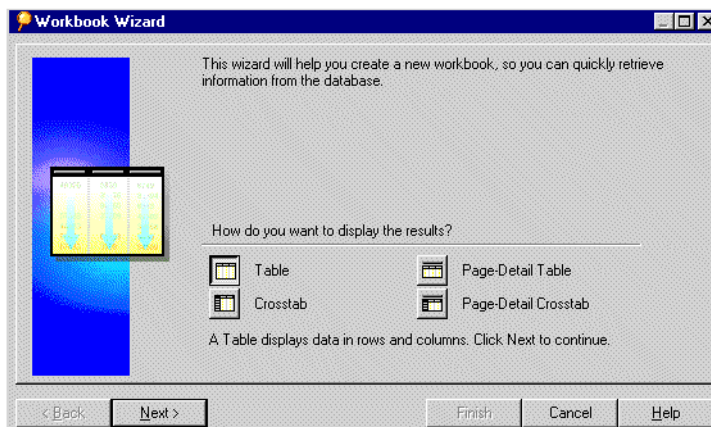 Workbook Wizard
This wizard will help you create a new workbook, so you can quickly retrieve
information from the database.
How do you want to display the results?
Table
Page-Detail Table
Crosstab
Page-Detail Crosstab
A Table displays data in rows and columns. Click Next to continue.
< Back
Next >
Finish
Cancel
Help